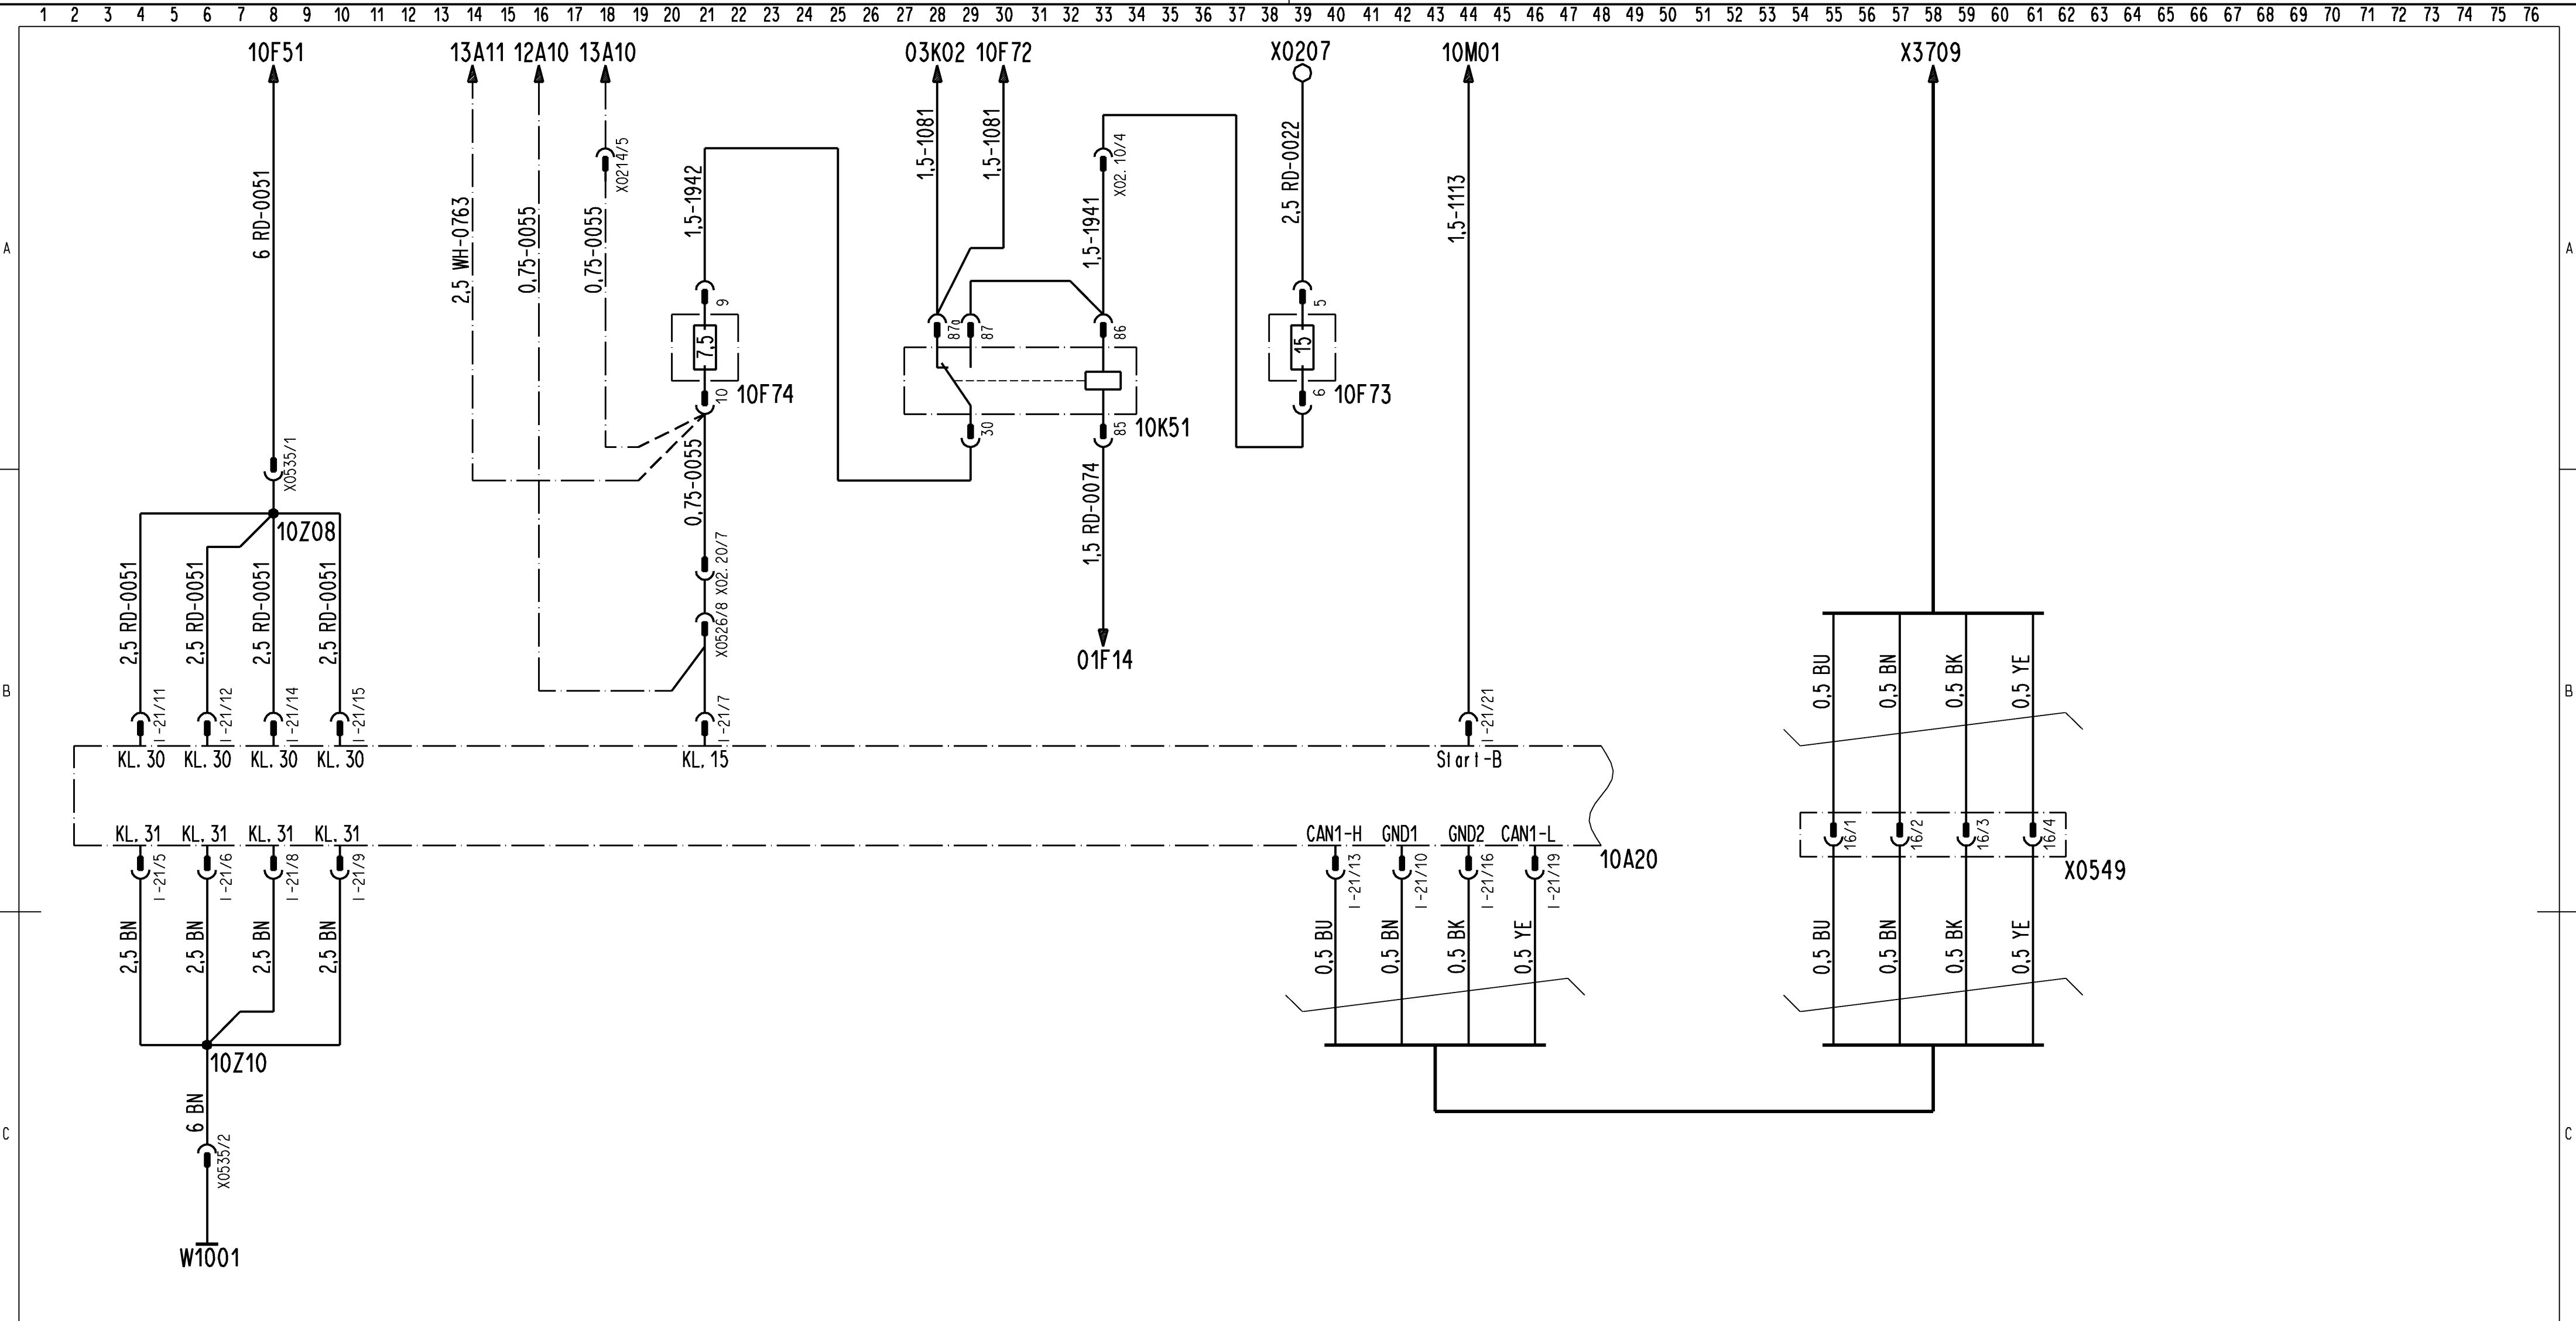 1 2 3 4 5 6 7 8 9 10 11 12 13 14 15 16 17 18 19 20 21 22 23 24 25 26 27 28 29 30 31 32 33 34 35 36 37 38 39 40 41 42 43 44 45 46 47 48 49 50 51 52 53 54 55 56 57 58 59 60 61 62 63 64 65 66 67 68 69 70 71 72 73 74 75 76
10F51 13A11 12A10 13A10 03K02 10F72 X0207 10M01 X3709
6 RD-0051
2,5 WH-0763
0,75-0055
0,75-0055
X0214/5
1,5-1942
1,5-1081
1,5-1081
X02. 10/4
1,5-1941
2,5 RD-0022
1,5-1113
A A
9
7,5
10
10F74
87a 87 86
30 85
10K51
5
15
6
10F73
X0535/1
10Z08
0,75-0055
1,5 RD-0074
X02. 20/7
X0526/8
01F14
2,5 RD-0051 2,5 RD-0051 2,5 RD-0051 2,5 RD-0051
0,5 BU 0,5 BN 0,5 BK 0,5 YE
B B
I-21/11 I-21/12 I-21/14 I-21/15 I-21/7 I-21/21
KL. 30 KL. 30 KL. 30 KL. 30 KL. 15 Start-B
KL. 31 KL. 31 KL. 31 KL. 31 CAN1-H GND1 GND2 CAN1-L
16/1 16/2 16/3 16/4
10A20
X0549
I-21/5 I-21/6 I-21/8 I-21/9 I-21/13 I-21/10 I-21/16 I-21/19
2,5 BN 2,5 BN 2,5 BN 2,5 BN 0,5 BU 0,5 BN 0,5 BK 0,5 YE 0,5 BU 0,5 BN 0,5 BK 0,5 YE
10Z10
6 BN
C C
X0535/2
W1001